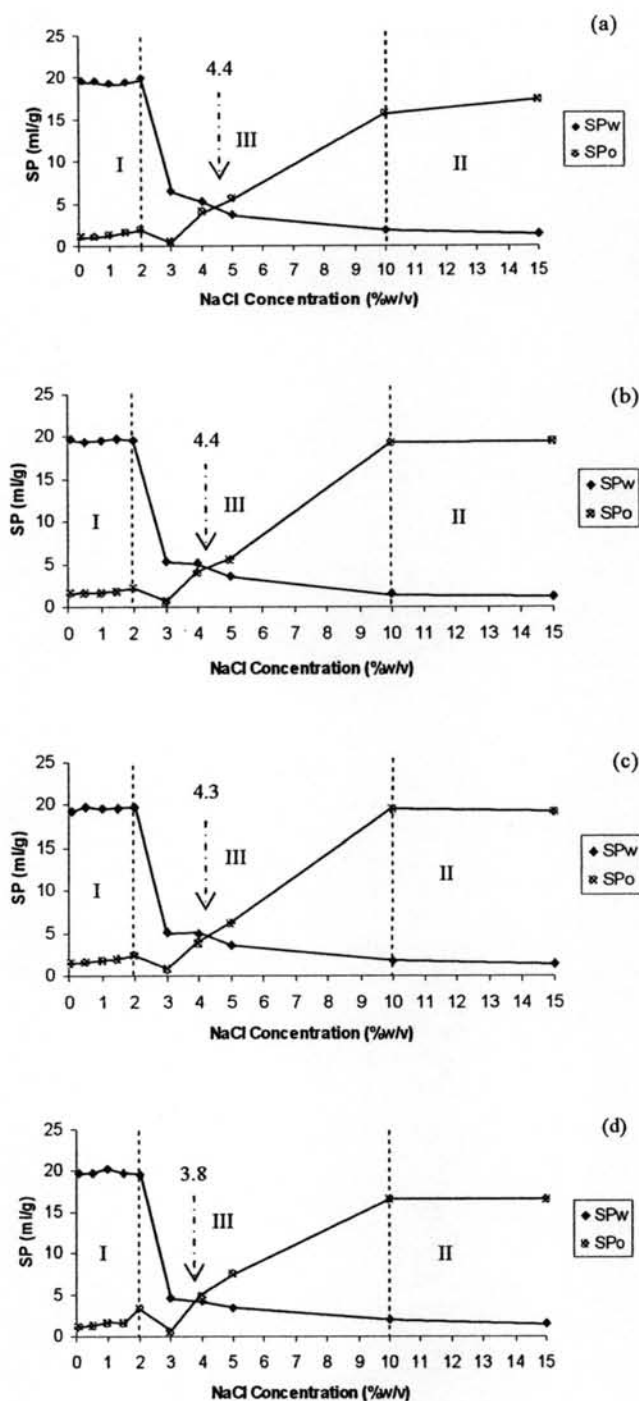 (a)
4.4
SP (ml/g)
25
20
15
10
5
0
I
III
II
SPw
SPo
0 1 2 3 4 5 6 7 8 9 10 11 12 13 14 15
NaCl Concentration (%w/v)
(b)
4.4
SP (ml/g)
25
20
15
10
5
0
I
III
II
SPw
SPo
0 1 2 3 4 5 6 7 8 9 10 11 12 13 14 15
NaCl Concentration (%w/v)
(c)
4.3
SP (ml/g)
25
20
15
10
5
0
I
III
II
SPw
SPo
0 1 2 3 4 5 6 7 8 9 10 11 12 13 14 15
NaCl Concentration (%w/v)
(d)
3.8
SP (ml/g)
25
20
15
10
5
0
I
III
II
SPw
SPo
0 1 2 3 4 5 6 7 8 9 10 11 12 13 14 15
NaCl Concentration (%w/v)